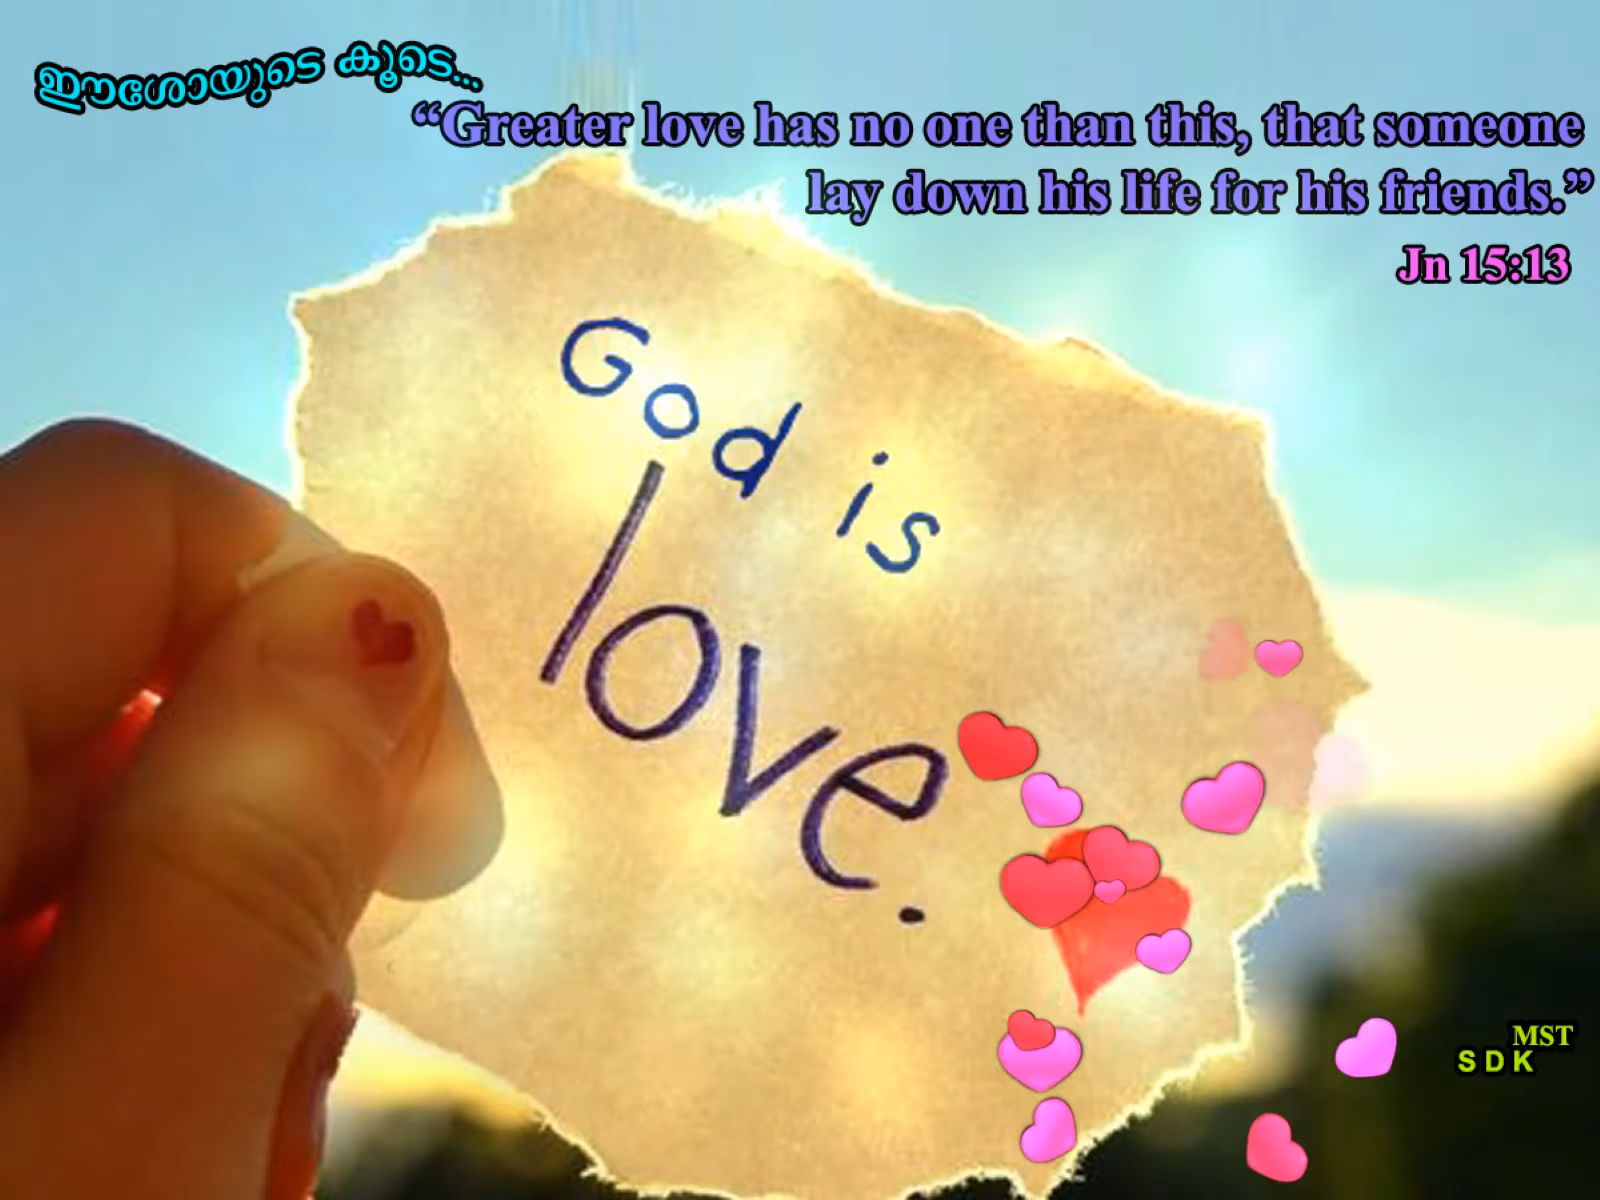 ഈശോയുടെ കൂടെ...
“Greater love has no one than this, that someone
lay down his life for his friends.”
Jn 15:13
God is
love.
MST
S D K